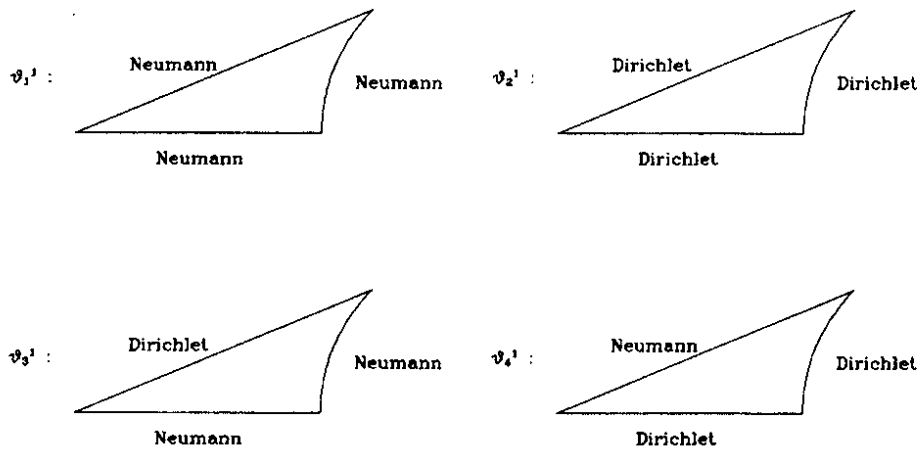 Neumann
Dirichlet
ϑ₁¹ :
Neumann
ϑ₂¹ :
Dirichlet
Neumann
Dirichlet
Dirichlet
Neumann
ϑ₃¹ :
Neumann
ϑ₄¹ :
Dirichlet
Neumann
Dirichlet